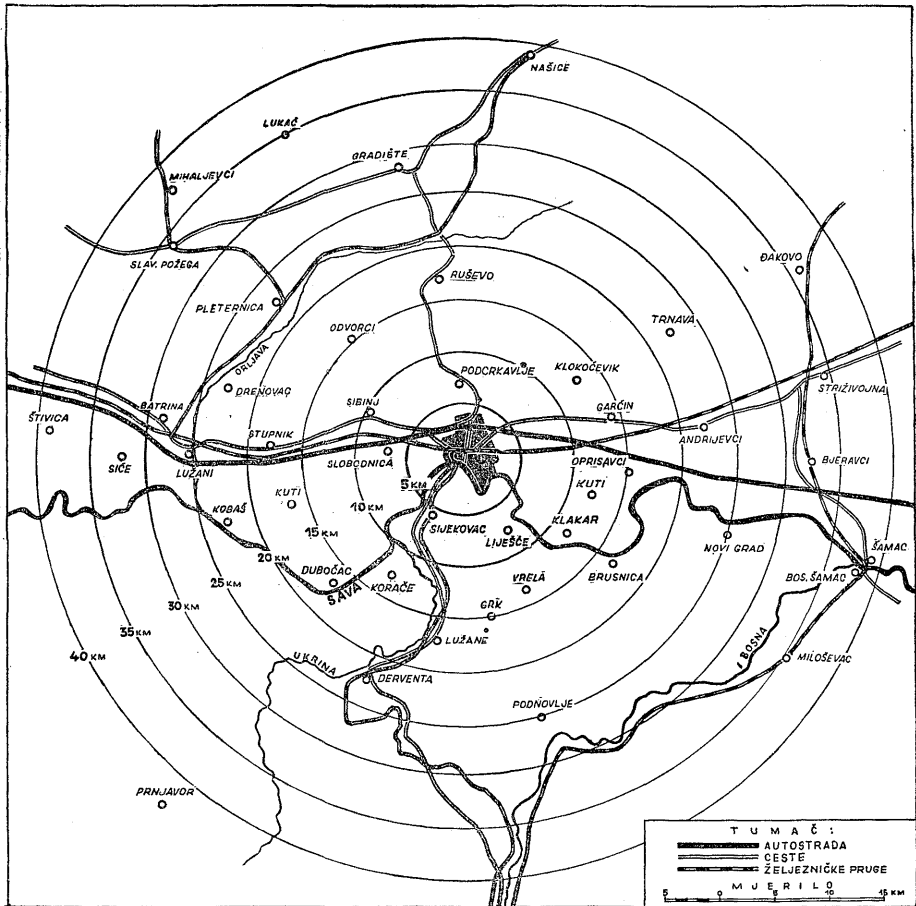 NAŠICE
LUKAČ
GRADIŠTE
MIHALJEVCI
SLAV. POŽEGA
ĐAKOVO
RUŠEVO
PLETERNICA
TRNAVA
ODVORCI
ORLJAVA
PODCRKAVLJE
KLOKOČEVIK
DRENOVAC
STRIŽIVOJNA
BATRINA
SIBINJ
GARČIN
ŠTIVICA
STUPNIK
ANDRIJEVCI
SIČE
LUŽANI
SLOBODNICA
OPRISAVCI
BJERAVCI
5 KM
KUTI
KUTI
10 KM
KOBAŠ
SIJEKOVAC
KLAKAR
15 KM
LIJEŠČE
NOVI GRAD
ŠAMAC
20 KM
DUBOČAC
BRUSNICA
BOS. ŠAMAC
25 KM
SAVA
KORAČE
VRELA
30 KM
GRK
35 KM
LUŽANE
BOSNA
40 KM
UKRINA
MILOŠEVAC
DERVENTA
PODNOVLJE
PRNJAVOR
TUMAČ:
AUTOSTRADA
CESTE
ŽELJEZNIČKE PRUGE
MJERILO
5 0 5 10 15 KM